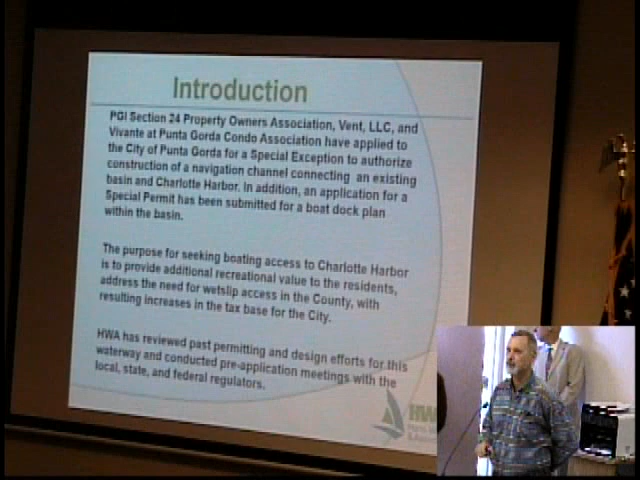 Introduction
PGI Section 24 Property Owners Association, Vent, LLC, and
Vivante at Punta Gorda Condo Association have applied to
the City of Punta Gorda for a Special Exception to authorize
construction of a navigation channel connecting an existing
basin and Charlotte Harbor. In addition, an application for a
Special Permit has been submitted for a boat dock plan
within the basin.
The purpose for seeking boating access to Charlotte Harbor
is to provide additional recreational value to the residents,
address the need for wetslip access in the County, with
resulting increases in the tax base for the City.
HWA has reviewed past permitting and design efforts for this
waterway and conducted pre-application meetings with the
local, state, and federal regulators.
HW